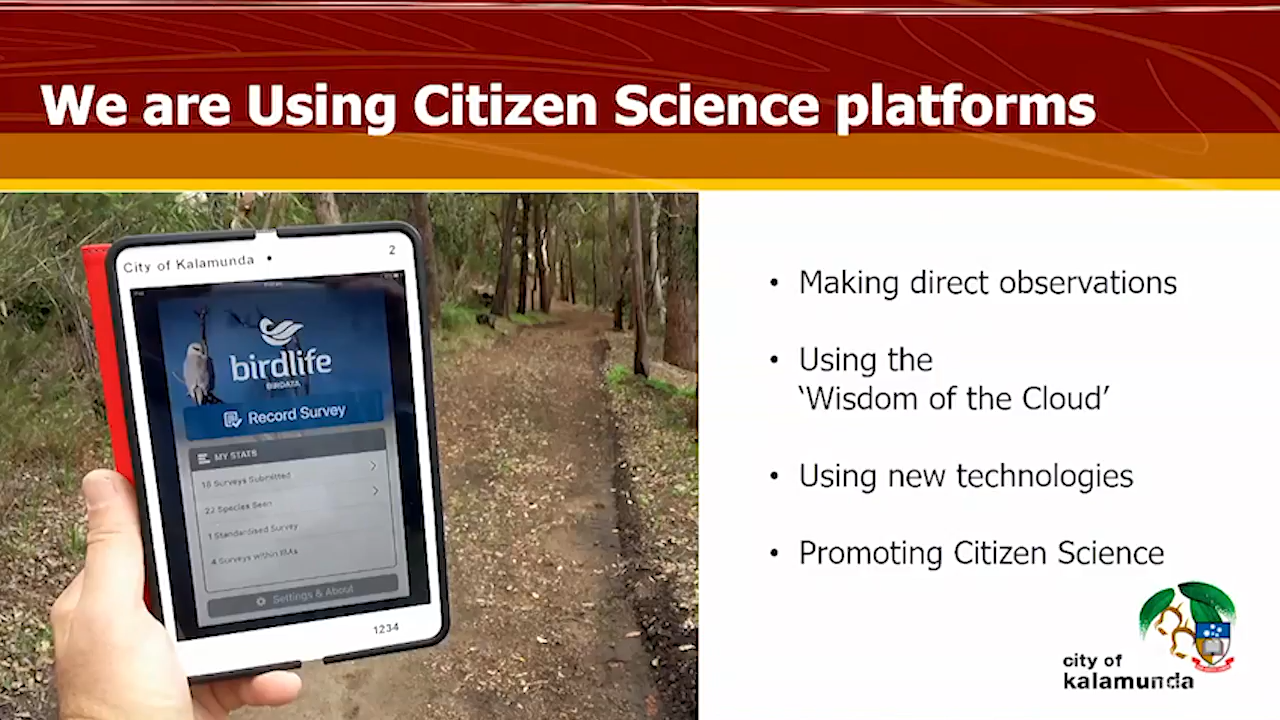 We are Using Citizen Science platforms
City of Kalamunda
2
birdlife
BIRDATA
Record Survey
MY STATS
18 Surveys Submitted
22 Species Seen
1 Standardised Survey
4 Surveys within IBAs
Settings & About
1234
• Making direct observations
• Using the
‘Wisdom of the Cloud’
• Using new technologies
• Promoting Citizen Science
city of
kalamunda